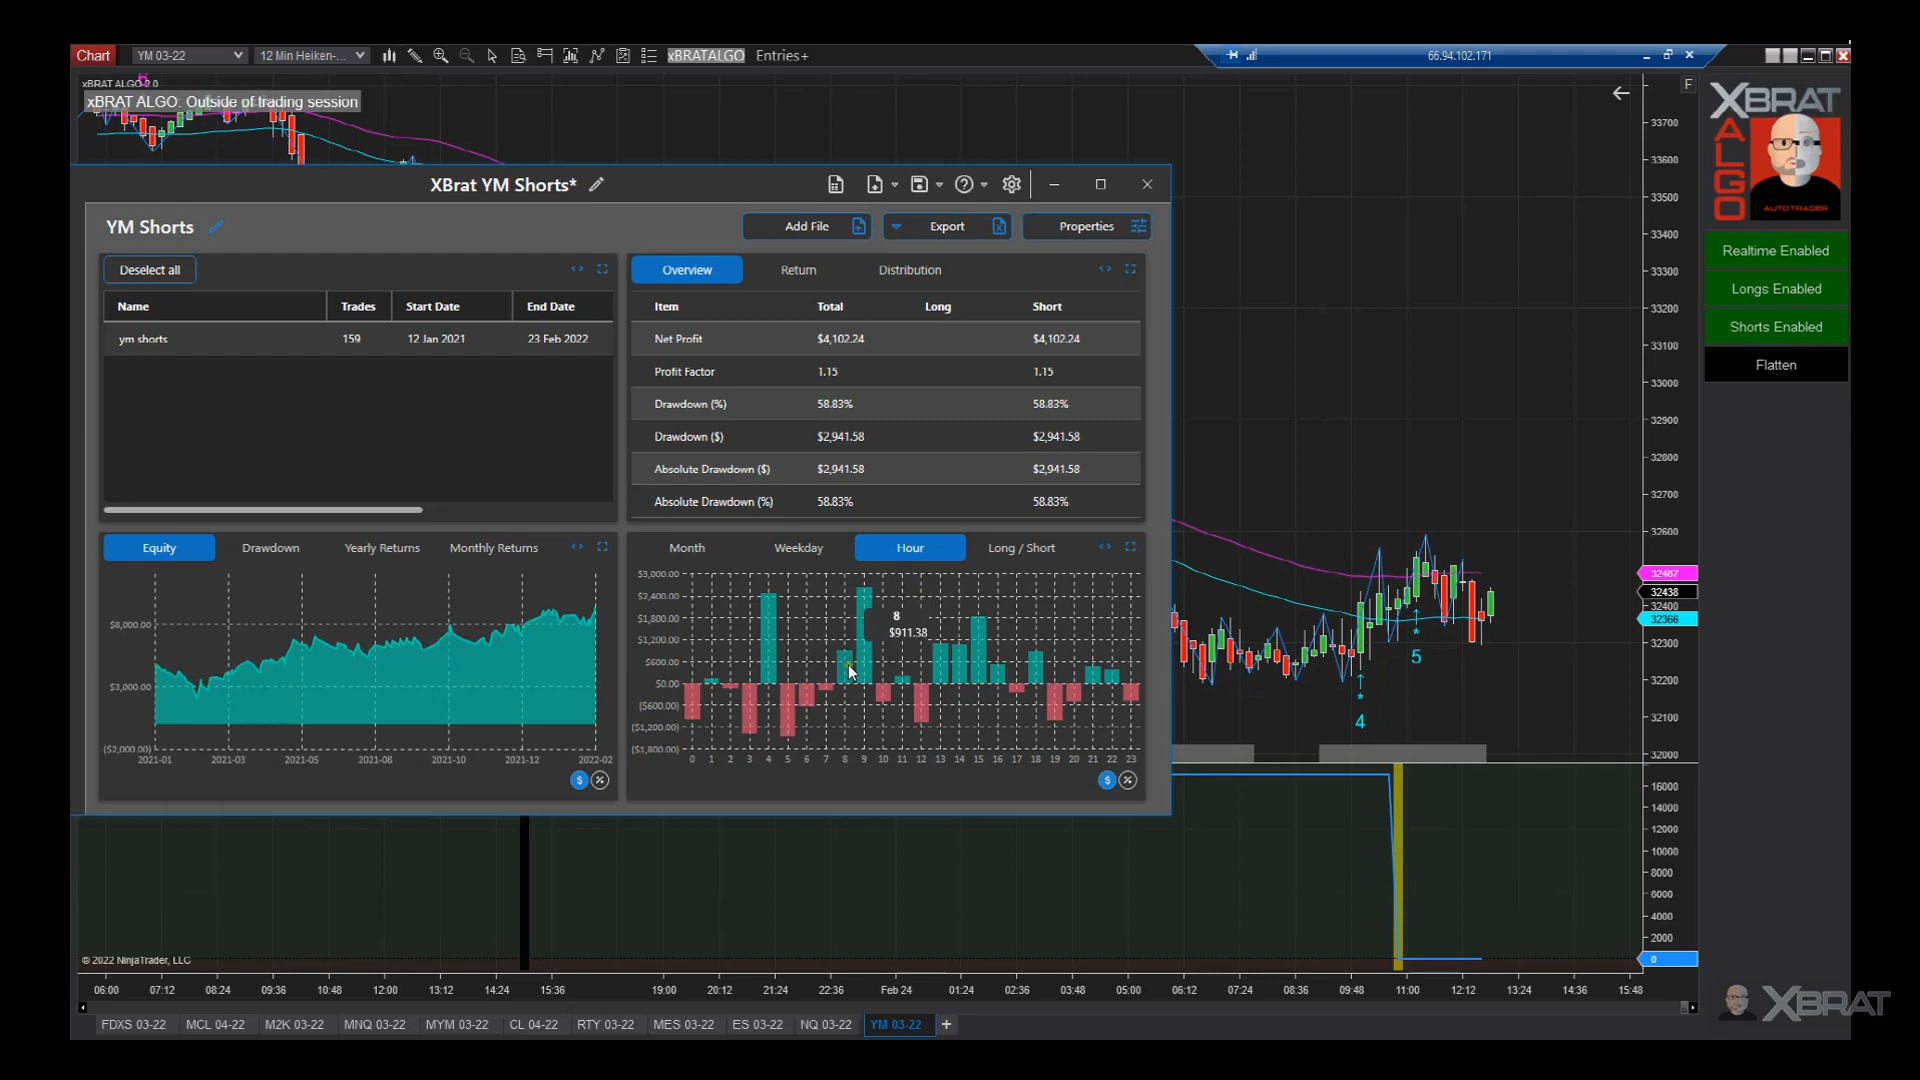 Chart YM 03-22 12 Min Heiken-... xBRATALGO Entries+ 66.94.102.171
xBRAT ALGO 2.0
xBRAT ALGO: Outside of trading session
F
XBRAT
ALGO
AUTO TRADER
Realtime Enabled
Longs Enabled
Shorts Enabled
Flatten
XBrat YM Shorts*
YM Shorts
Add File Export Properties
Deselect all
Name Trades Start Date End Date
ym shorts 159 12 Jan 2021 23 Feb 2022
Overview Return Distribution
Item Total Long Short
Net Profit $4,102.24 $4,102.24
Profit Factor 1.15 1.15
Drawdown (%) 58.83% 58.83%
Drawdown ($) $2,941.58 $2,941.58
Absolute Drawdown ($) $2,941.58 $2,941.58
Absolute Drawdown (%) 58.83% 58.83%
Equity Drawdown Yearly Returns Monthly Returns
$8,000.00
$3,000.00
($2,000.00)
2021-01 2021-03 2021-05 2021-08 2021-10 2021-12 2022-02
$ %
Month Weekday Hour Long / Short
$3,000.00
$2,400.00
$1,800.00
$1,200.00
$600.00
$0.00
($600.00)
($1,200.00)
($1,800.00)
8
$911.38
0 1 2 3 4 5 6 7 8 9 10 11 12 13 14 15 16 17 18 19 20 21 22 23
$ %
33700
33600
33500
33400
33300
33200
33100
33000
32900
32800
32700
32600
32487
32438
32400
32366
32300
32200
32100
32000
5
4
16000
14000
12000
10000
8000
6000
4000
2000
0
© 2022 NinjaTrader, LLC
06:00 07:12 08:24 09:36 10:48 12:00 13:12 14:24 15:36 19:00 20:12 21:24 22:36 Feb 24 01:24 02:36 03:48 05:00 06:12 07:24 08:36 09:48 11:00 12:12 13:24 14:36 15:48
FDXS 03-22 MCL 04-22 M2K 03-22 MNQ 03-22 MYM 03-22 CL 04-22 RTY 03-22 MES 03-22 ES 03-22 NQ 03-22 YM 03-22 +
XBRAT